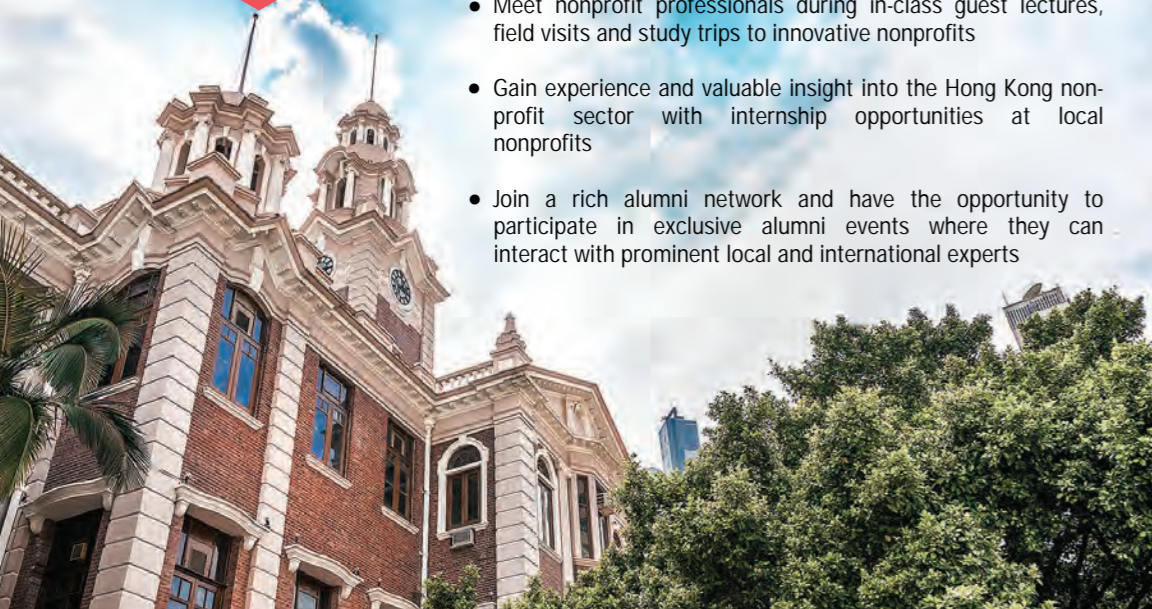 • Meet nonprofit professionals during in-class guest lectures,
field visits and study trips to innovative nonprofits
• Gain experience and valuable insight into the Hong Kong non-
profit sector with internship opportunities at local
nonprofits
• Join a rich alumni network and have the opportunity to
participate in exclusive alumni events where they can
interact with prominent local and international experts